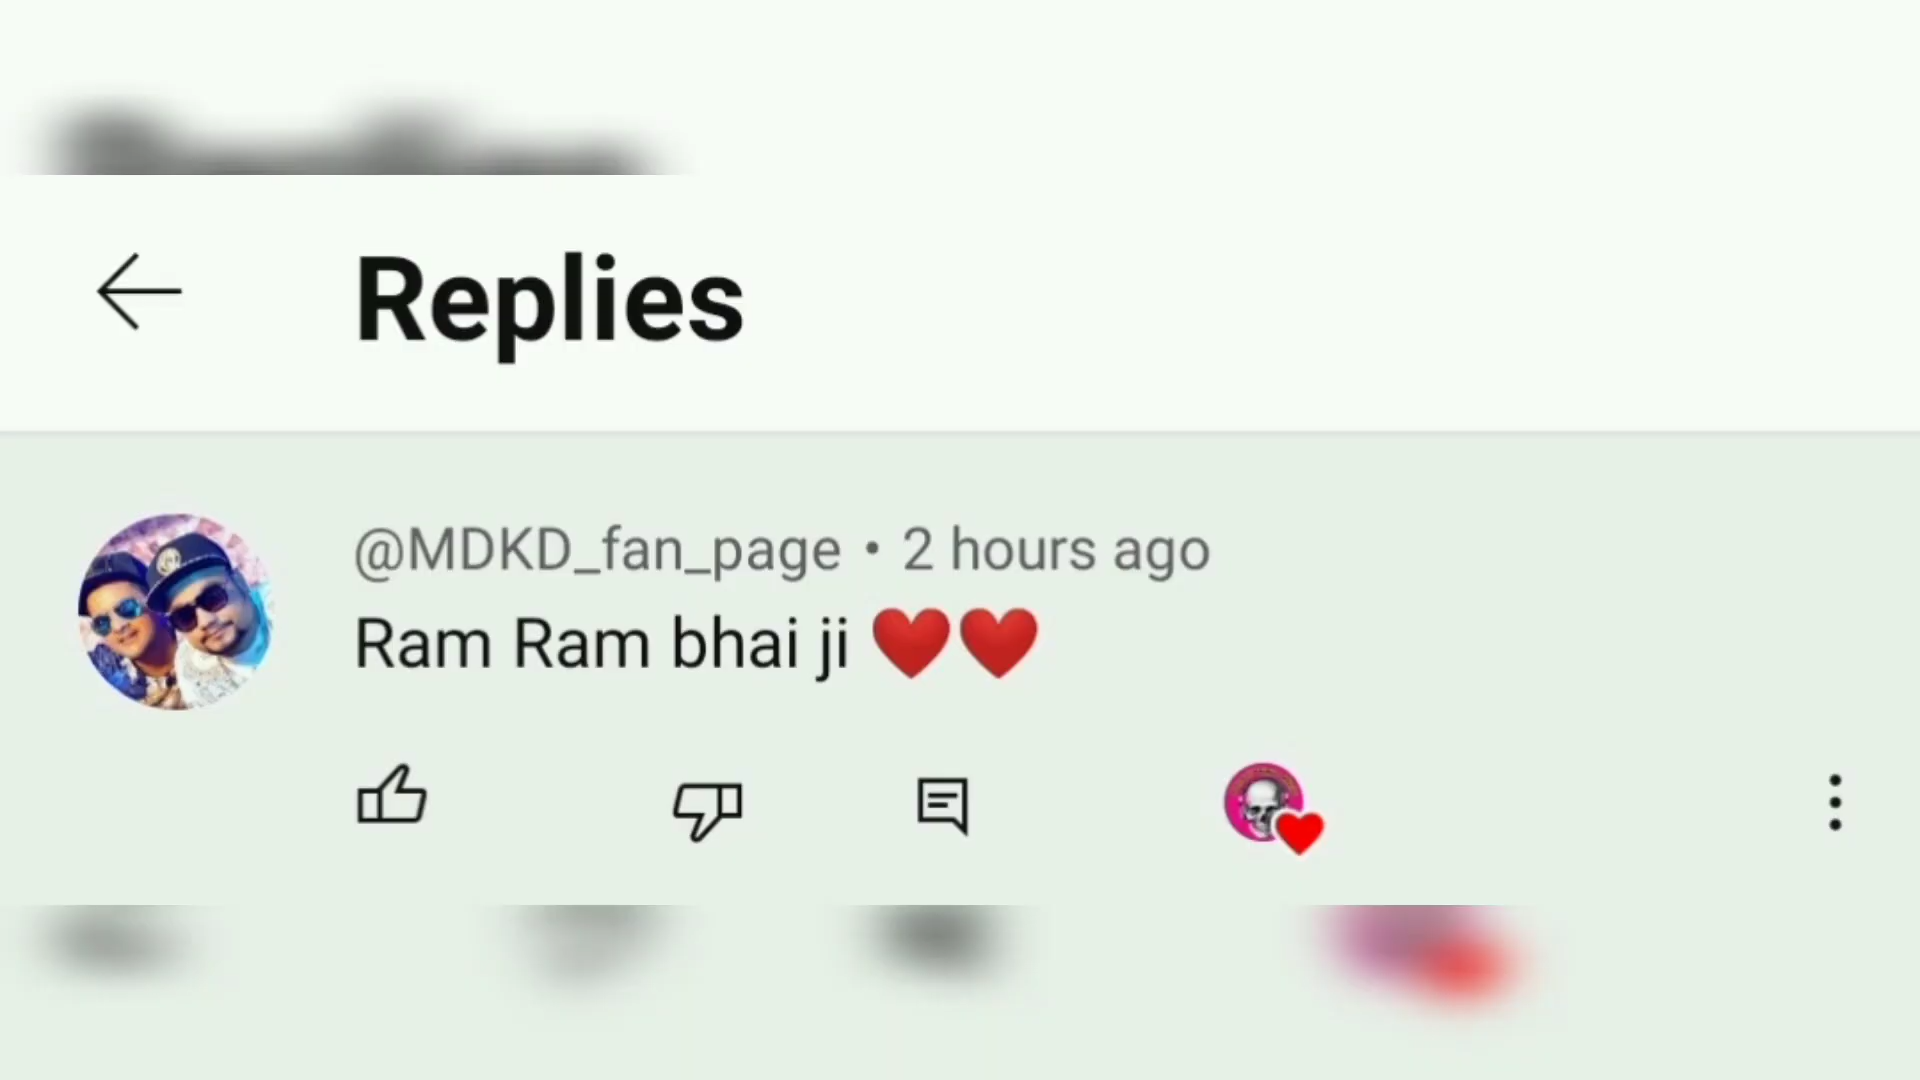 Replies
@MDKD_fan_page • 2 hours ago
Ram Ram bhai ji ❤️❤️